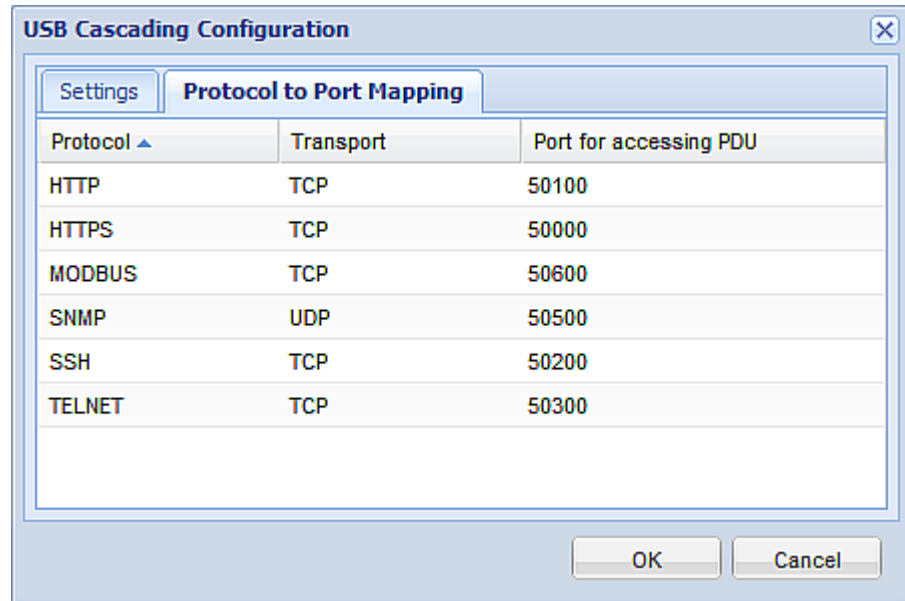 USB Cascading Configuration
Settings Protocol to Port Mapping
Protocol Transport Port for accessing PDU
HTTP TCP 50100
HTTPS TCP 50000
MODBUS TCP 50600
SNMP UDP 50500
SSH TCP 50200
TELNET TCP 50300
OK Cancel